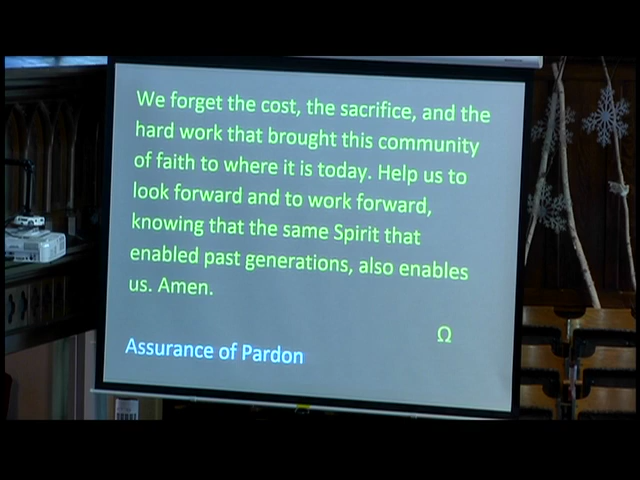 We forget the cost, the sacrifice, and the
hard work that brought this community
of faith to where it is today. Help us to
look forward and to work forward,
knowing that the same Spirit that
enabled past generations, also enables
us. Amen.
Ω
Assurance of Pardon